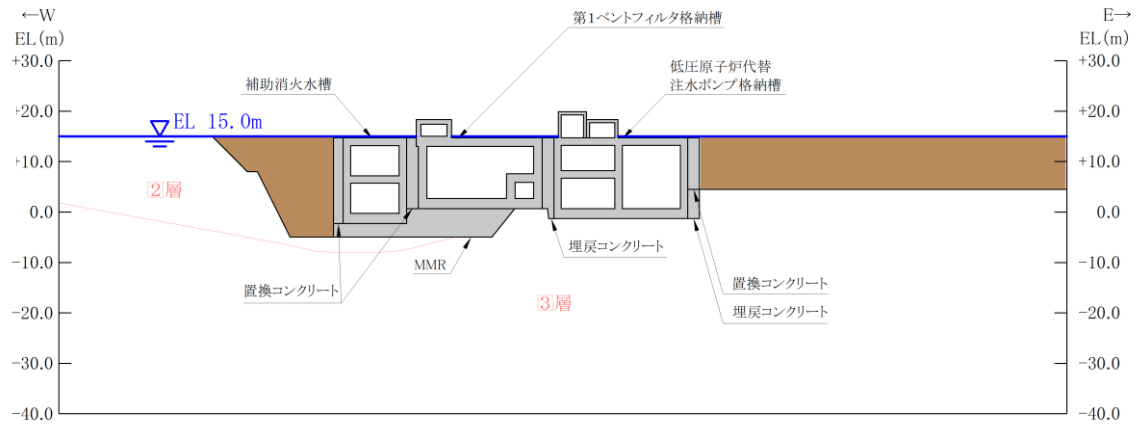 ←W
EL(m)
E→
EL(m)
第1ベントフィルタ格納槽
低圧原子炉代替
注水ポンプ格納槽
補助消火水槽
+30.0
+20.0
+10.0
0.0
-10.0
-20.0
-30.0
-40.0
EL 15.0m
②層
③層
MMR
置換コンクリート
埋戻コンクリート
置換コンクリート
埋戻コンクリート
+30.0
+20.0
+10.0
0.0
-10.0
-20.0
-30.0
-40.0